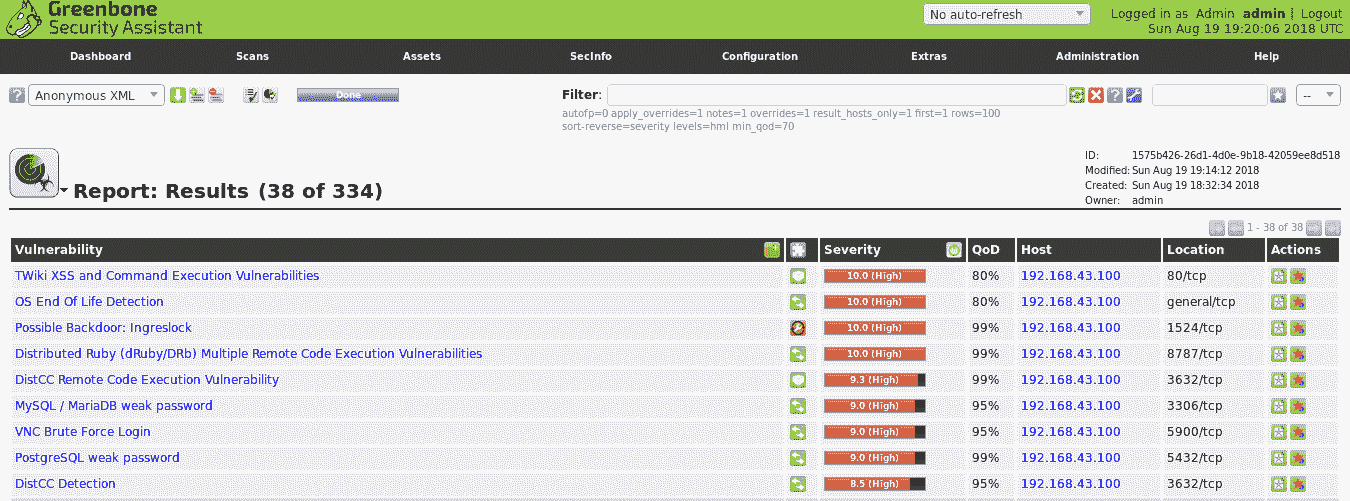 Greenbone
Security Assistant
No auto-refresh
Logged in as Admin admin | Logout
Sun Aug 19 19:20:06 2018 UTC
Dashboard Scans Assets SecInfo Configuration Extras Administration Help
? Anonymous XML Done Filter: ? --
autofp=0 apply_overrides=1 notes=1 overrides=1 result_hosts_only=1 first=1 rows=100
sort-reverse=severity levels=hml min_qod=70
ID: 1575b426-26d1-4d0e-9b18-42059ee8d518
Modified: Sun Aug 19 19:14:12 2018
Created: Sun Aug 19 18:32:34 2018
Owner: admin
Report: Results (38 of 334)
1 - 38 of 38
Vulnerability Severity QoD Host Location Actions
TWiki XSS and Command Execution Vulnerabilities 10.0 (High) 80% 192.168.43.100 80/tcp
OS End Of Life Detection 10.0 (High) 80% 192.168.43.100 general/tcp
Possible Backdoor: Ingreslock 10.0 (High) 99% 192.168.43.100 1524/tcp
Distributed Ruby (dRuby/DRb) Multiple Remote Code Execution Vulnerabilities 10.0 (High) 99% 192.168.43.100 8787/tcp
DistCC Remote Code Execution Vulnerability 9.3 (High) 99% 192.168.43.100 3632/tcp
MySQL / MariaDB weak password 9.0 (High) 95% 192.168.43.100 3306/tcp
VNC Brute Force Login 9.0 (High) 95% 192.168.43.100 5900/tcp
PostgreSQL weak password 9.0 (High) 99% 192.168.43.100 5432/tcp
DistCC Detection 8.5 (High) 95% 192.168.43.100 3632/tcp